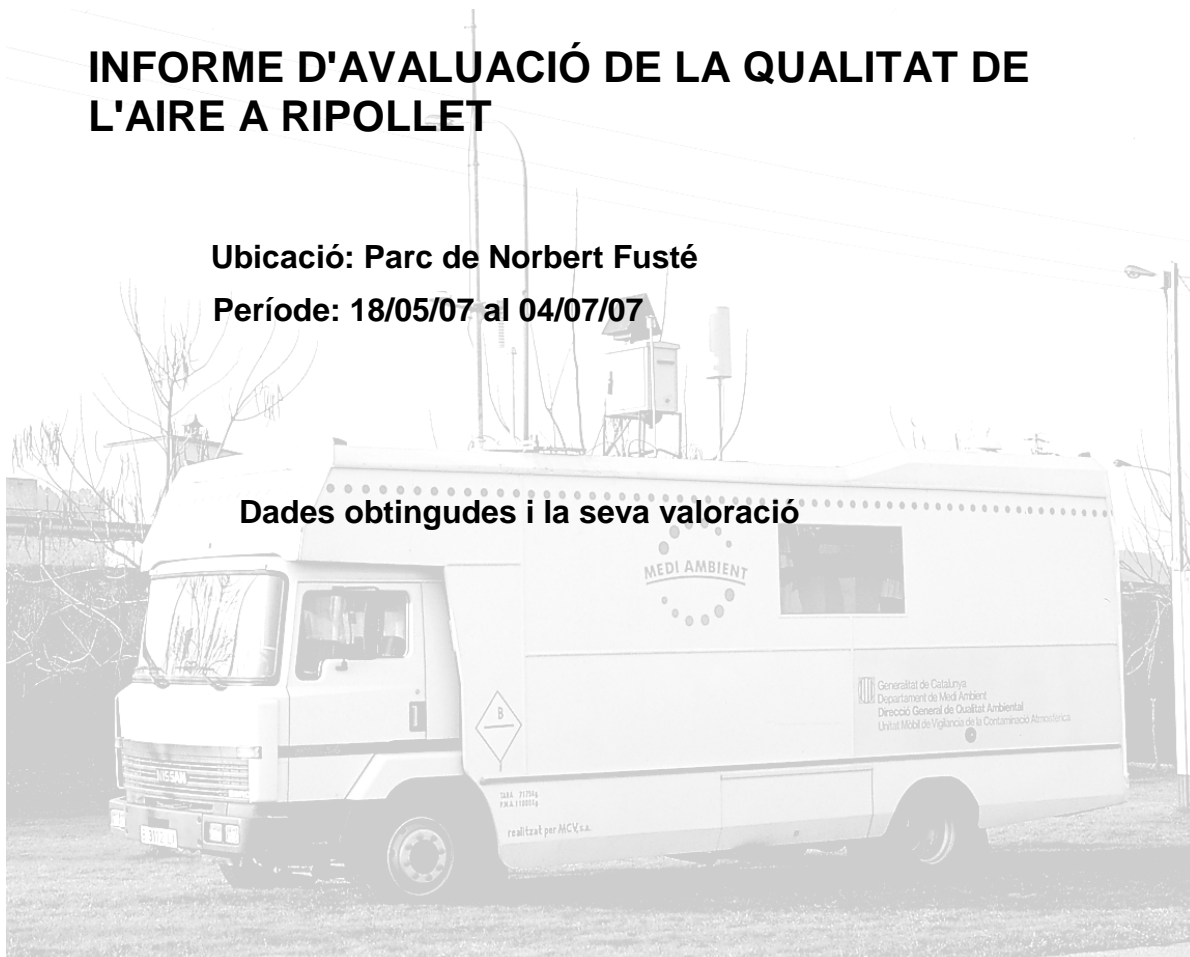 INFORME D'AVALUACIÓ DE LA QUALITAT DE
L'AIRE A RIPOLLET
Ubicació: Parc de Norbert Fusté
Període: 18/05/07 al 04/07/07
Dades obtingudes i la seva valoració
MEDI AMBIENT
Generalitat de Catalunya
Departament de Medi Ambient
Direcció General de Qualitat Ambiental
Unitat Mòbil de Vigilància de la Contaminació Atmosfèrica
B
NISSAN
TARA
P.M.A.
realitzat per MCV, s.a.